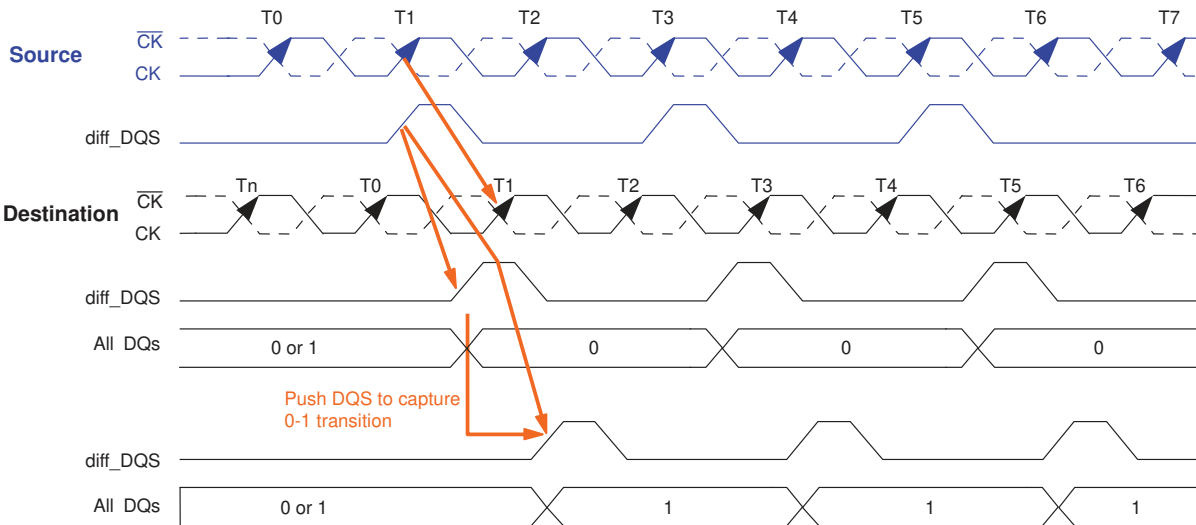 T0 T1 T2 T3 T4 T5 T6 T7
Source
CK
CK
diff_DQS
Tn T0 T1 T2 T3 T4 T5 T6
Destination
CK
CK
diff_DQS
All DQs
0 or 1 0 0 0
Push DQS to capture
0-1 transition
diff_DQS
All DQs
0 or 1 1 1 1